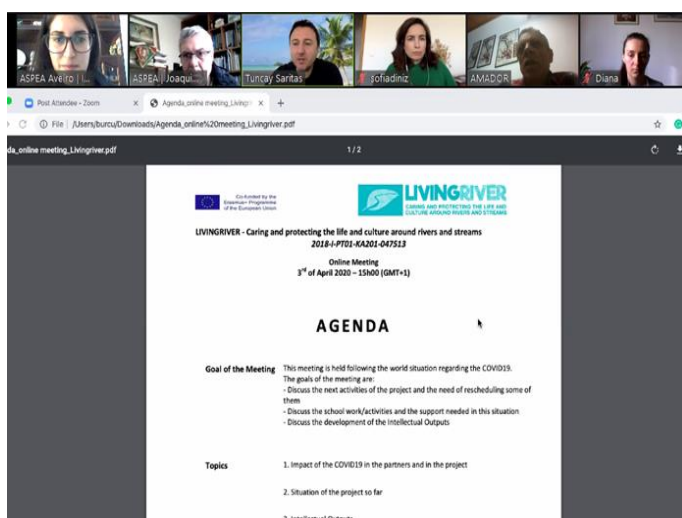 ASPEA Aveiro | I...
ASPEA | Joaqui...
Tuncay Saritas
sofiadiniz
AMADOR
Diana
Post Attendee - Zoom
Agenda_online meeting_Livingr
File | /Users/burcu/Downloads/Agenda_online%20meeting_Livingriver.pdf
da_online meeting_Livingriver.pdf
1 / 2
Co-funded by the
Erasmus+ Programme
of the European Union
LIVINGRIVER
CARING AND PROTECTING THE LIFE AND
CULTURE AROUND RIVERS AND STREAMS
LIVINGRIVER - Caring and protecting the life and culture around rivers and streams
2018-I-PT01-KA201-047513
Online Meeting
3rd of April 2020 – 15h00 (GMT+1)
AGENDA
Goal of the Meeting
This meeting is held following the world situation regarding the COVID19.
The goals of the meeting are:
- Discuss the next activities of the project and the need of rescheduling some of
them
- Discuss the school work/activities and the support needed in this situation
- Discuss the development of the Intellectual Outputs
Topics
1. Impact of the COVID19 in the partners and in the project
2. Situation of the project so far
3. Intellectual Outputs